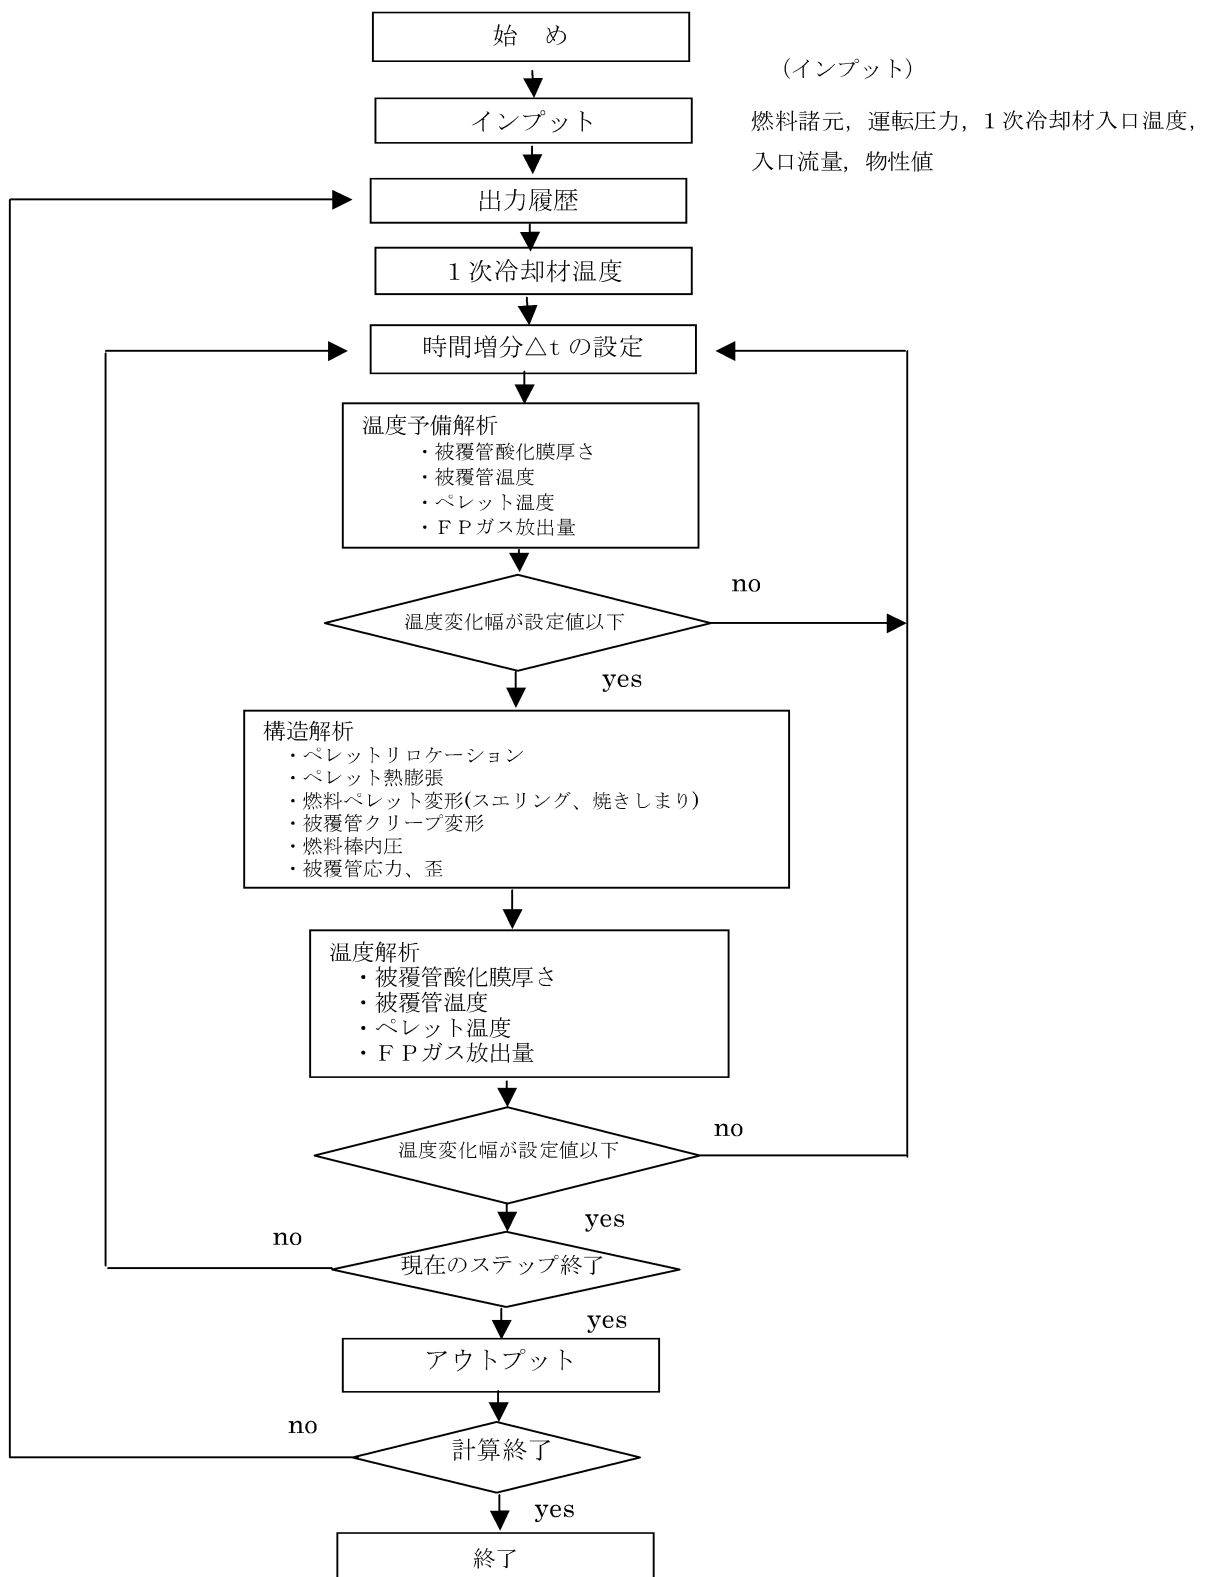 始　め
（インプット）
インプット
燃料諸元，運転圧力，１次冷却材入口温度，
入口流量，物性値
出力履歴
１次冷却材温度
時間増分△t の設定
温度予備解析
・被覆管酸化膜厚さ
・被覆管温度
・ペレット温度
・ＦＰガス放出量
no
温度変化幅が設定値以下
yes
構造解析
・ペレットリロケーション
・ペレット熱膨張
・燃料ペレット変形(スエリング、焼きしまり)
・被覆管クリープ変形
・燃料棒内圧
・被覆管応力、歪
温度解析
・被覆管酸化膜厚さ
・被覆管温度
・ペレット温度
・ＦＰガス放出量
no
温度変化幅が設定値以下
yes
no
現在のステップ終了
yes
アウトプット
no
計算終了
yes
終了